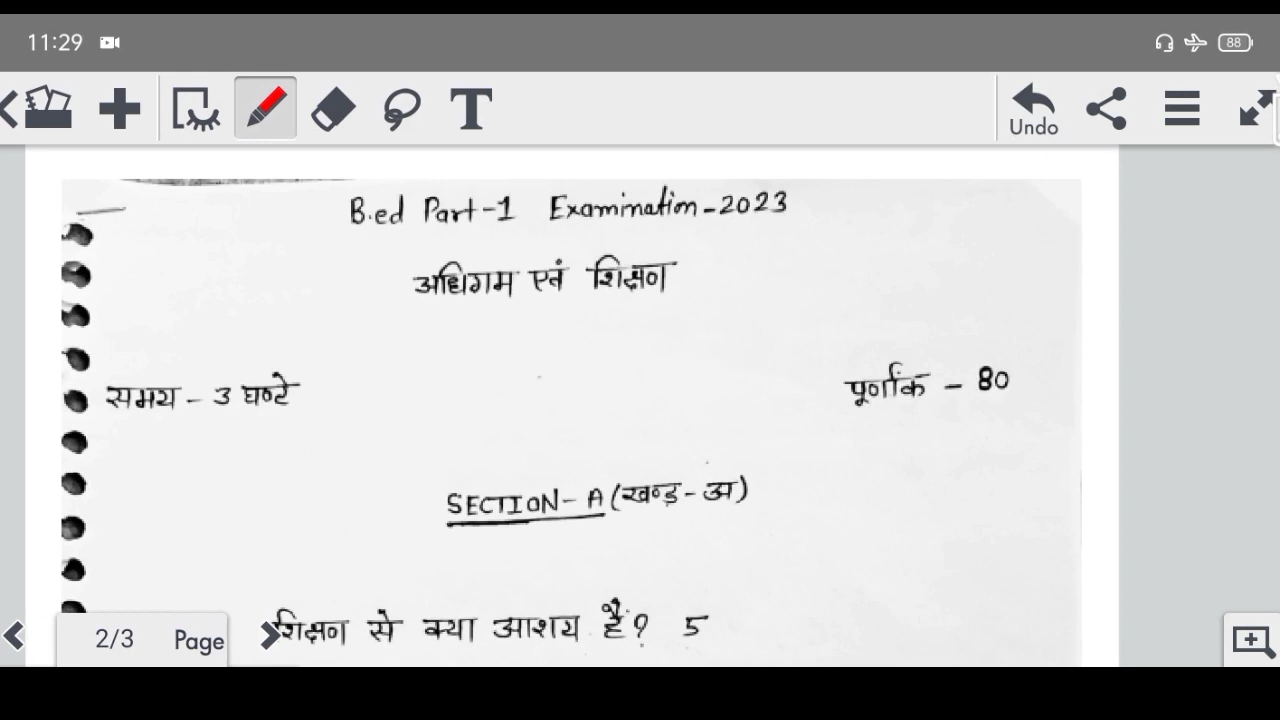 11:29
88
T
Undo
B.ed Part-1 Examination-2023
अधिगम एवं शिक्षण
समय - 3 घण्टे
पूर्णांक - 80
SECTION-A (खण्ड-अ)
शिक्षण से क्या आशय है? 5
2/3 Page